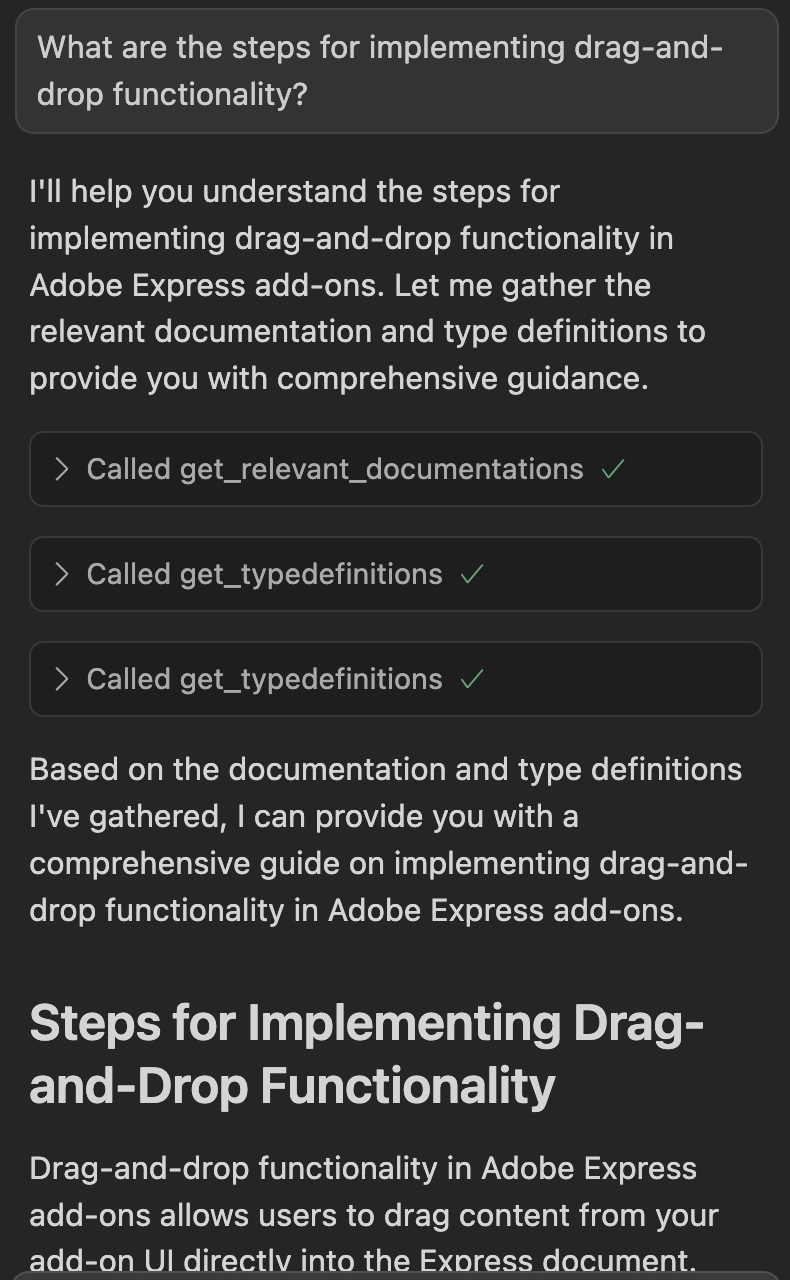 What are the steps for implementing drag-and-
drop functionality?
I'll help you understand the steps for
implementing drag-and-drop functionality in
Adobe Express add-ons. Let me gather the
relevant documentation and type definitions to
provide you with comprehensive guidance.
Called get_relevant_documentations
Called get_typedefinitions
Called get_typedefinitions
Based on the documentation and type definitions
I've gathered, I can provide you with a
comprehensive guide on implementing drag-and-
drop functionality in Adobe Express add-ons.
Steps for Implementing Drag-
and-Drop Functionality
Drag-and-drop functionality in Adobe Express
add-ons allows users to drag content from your
add-on UI directly into the Express document.